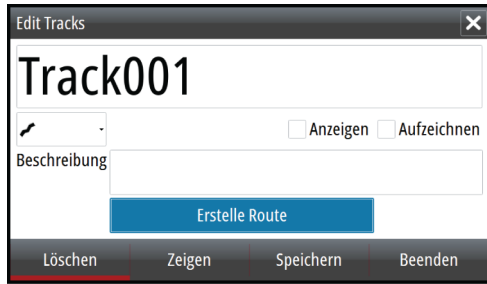 Edit Tracks
Track001
Anzeigen Aufzeichnen
Beschreibung
Erstelle Route
Löschen Zeigen Speichern Beenden